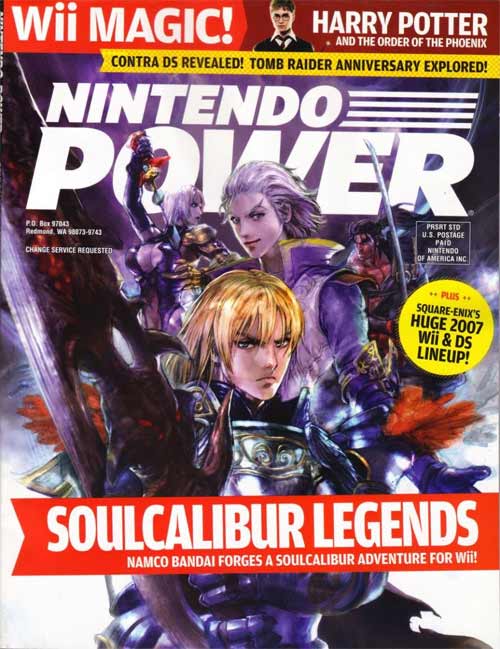 Wii MAGIC!
HARRY POTTER
AND THE ORDER OF THE PHOENIX
CONTRA DS REVEALED! TOMB RAIDER ANNIVERSARY EXPLORED!
NINTENDO
POWER
P.O. Box 97043
Redmond, WA 98073-9743
CHANGE SERVICE REQUESTED
PRSRT STD
U.S. POSTAGE
PAID
NINTENDO
OF AMERICA INC.
++ PLUS ++
SQUARE-ENIX'S
HUGE 2007
Wii & DS
LINEUP!
SOULCALIBUR LEGENDS
NAMCO BANDAI FORGES A SOULCALIBUR ADVENTURE FOR Wii!